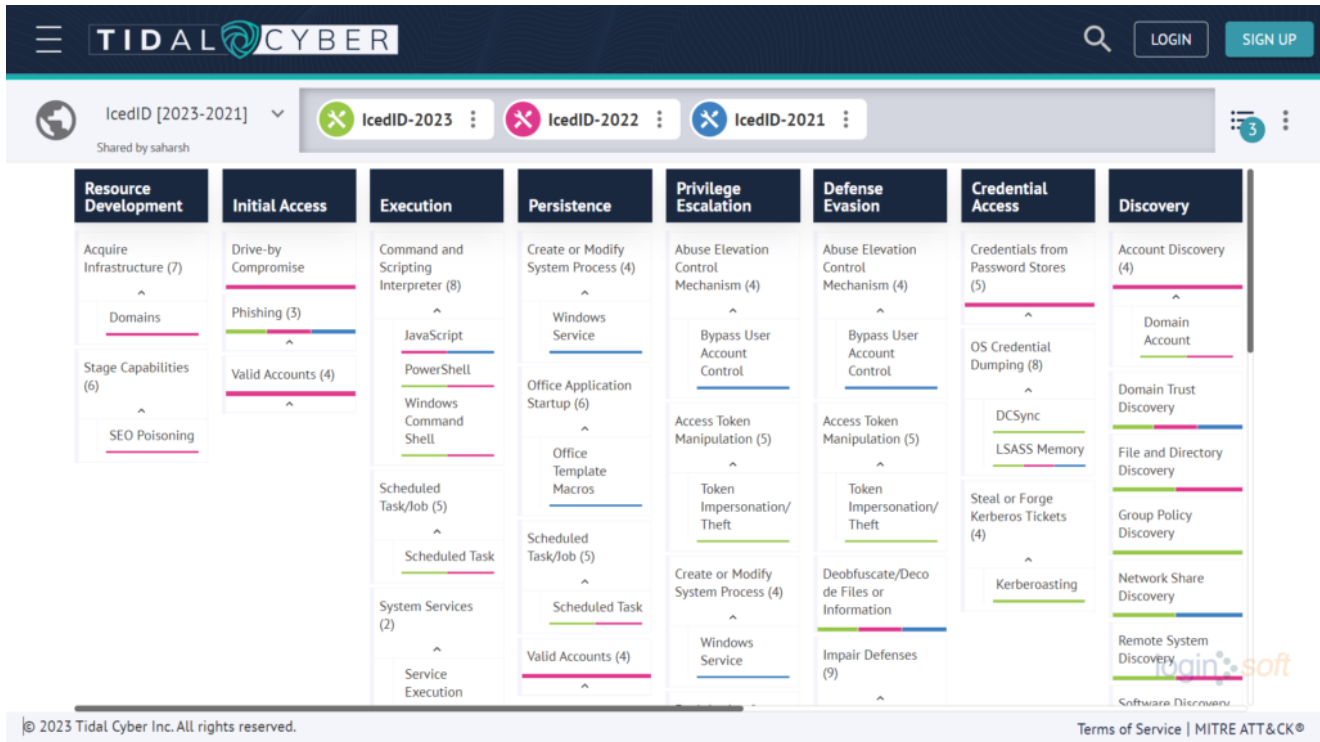 TIDAL CYBER
LOGIN
SIGN UP
IcedID [2023-2021]
Shared by saharsh
IcedID-2023
IcedID-2022
IcedID-2021
3
Resource
Development
Acquire
Infrastructure (7)
Domains
Stage Capabilities
(6)
SEO Poisoning
Initial Access
Drive-by
Compromise
Phishing (3)
Valid Accounts (4)
Execution
Command and
Scripting
Interpreter (8)
JavaScript
PowerShell
Windows
Command
Shell
Scheduled
Task/Job (5)
Scheduled Task
System Services
(2)
Service
Execution
Persistence
Create or Modify
System Process (4)
Windows
Service
Office Application
Startup (6)
Office
Template
Macros
Scheduled
Task/Job (5)
Scheduled Task
Valid Accounts (4)
Privilege
Escalation
Abuse Elevation
Control
Mechanism (4)
Bypass User
Account
Control
Access Token
Manipulation (5)
Token
Impersonation/
Theft
Create or Modify
System Process (4)
Windows
Service
Defense
Evasion
Abuse Elevation
Control
Mechanism (4)
Bypass User
Account
Control
Access Token
Manipulation (5)
Token
Impersonation/
Theft
Deobfuscate/Deco
de Files or
Information
Impair Defenses
(9)
Credential
Access
Credentials from
Password Stores
(5)
OS Credential
Dumping (8)
DCSync
LSASS Memory
Steal or Forge
Kerberos Tickets
(4)
Kerberoasting
Discovery
Account Discovery
(4)
Domain
Account
Domain Trust
Discovery
File and Directory
Discovery
Group Policy
Discovery
Network Share
Discovery
Remote System
Discovery
Software Discovery
loginsoft
© 2023 Tidal Cyber Inc. All rights reserved.
Terms of Service | MITRE ATT&CK®